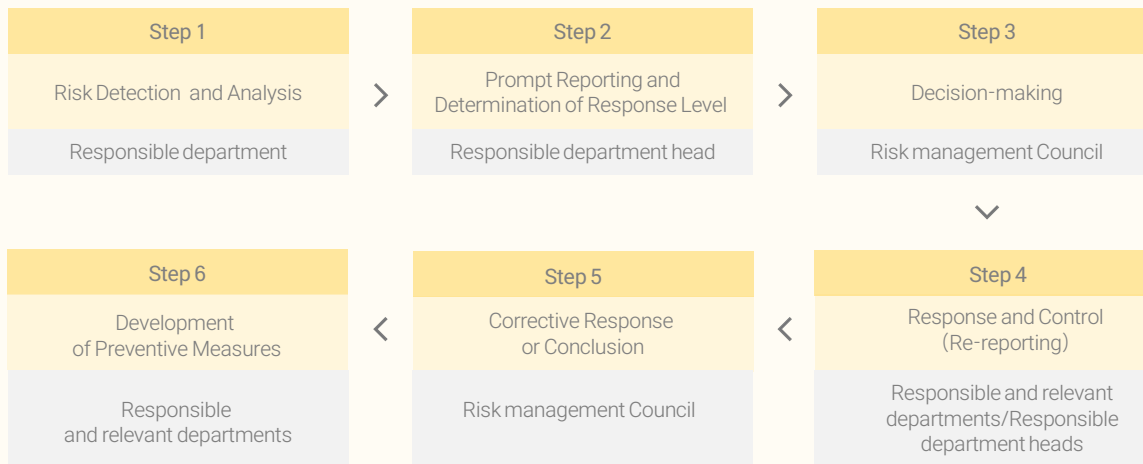 Step 1
Risk Detection and Analysis
Responsible department
Step 2
Prompt Reporting and
Determination of Response Level
Responsible department head
Step 3
Decision-making
Risk management Council
Step 4
Response and Control
(Re-reporting)
Responsible and relevant
departments/Responsible
department heads
Step 5
Corrective Response
or Conclusion
Risk management Council
Step 6
Development
of Preventive Measures
Responsible
and relevant departments